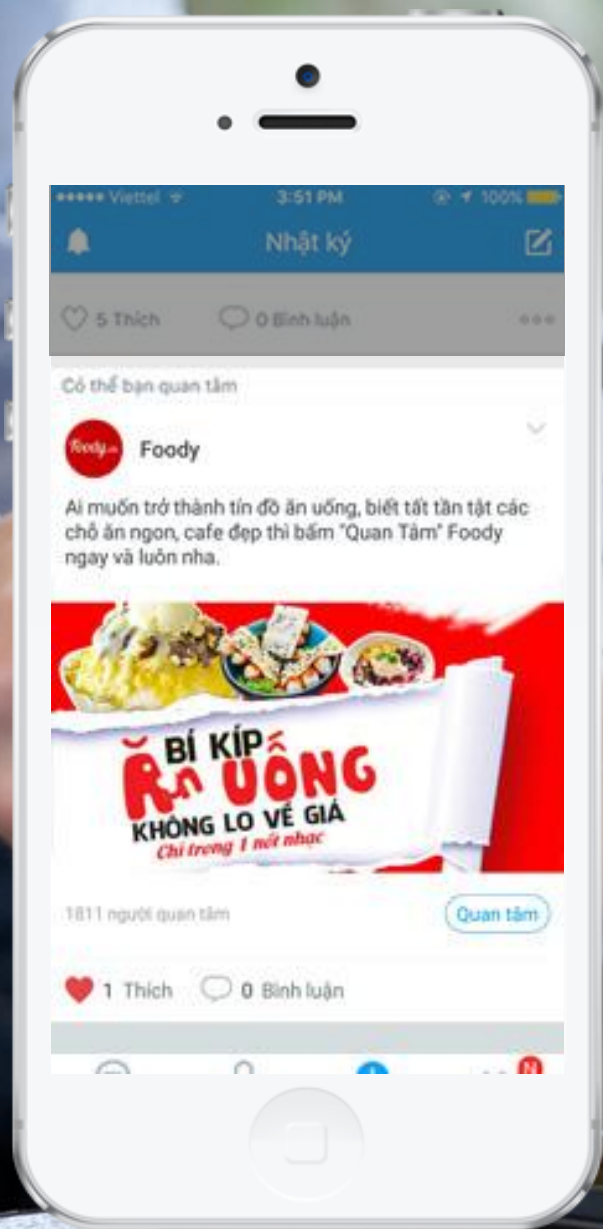 Viettel 3:51 PM 100%
Nhật ký
5 Thích 0 Bình luận
Có thể bạn quan tâm
Foody
Foody
Ai muốn trở thành tín đồ ăn uống, biết tất tần tật các
chỗ ăn ngon, cafe đẹp thì bấm "Quan Tâm" Foody
ngay và luôn nha.
BÍ KÍP
ĂN UỐNG
KHÔNG LO VỀ GIÁ
Chỉ trong 1 nốt nhạc
1811 người quan tâm Quan tâm
1 Thích 0 Bình luận
N